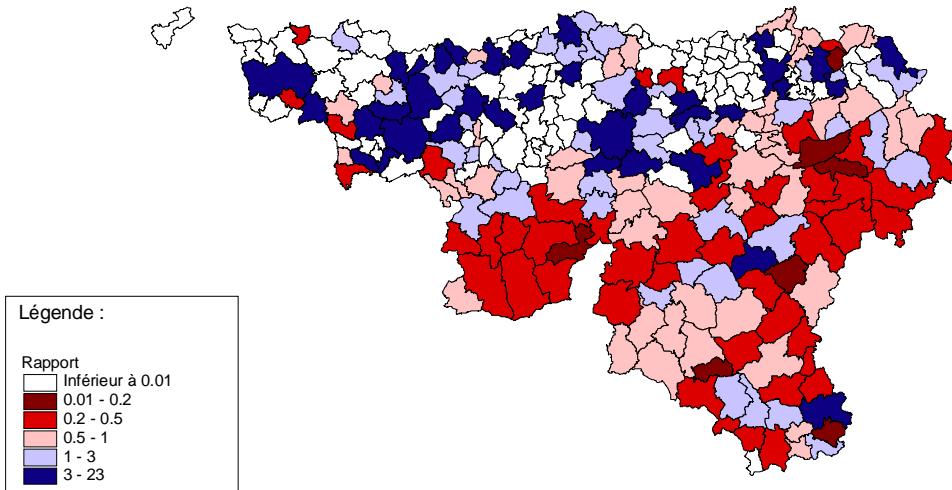 Légende :
Rapport
Inférieur à 0.01
0.01 - 0.2
0.2 - 0.5
0.5 - 1
1 - 3
3 - 23